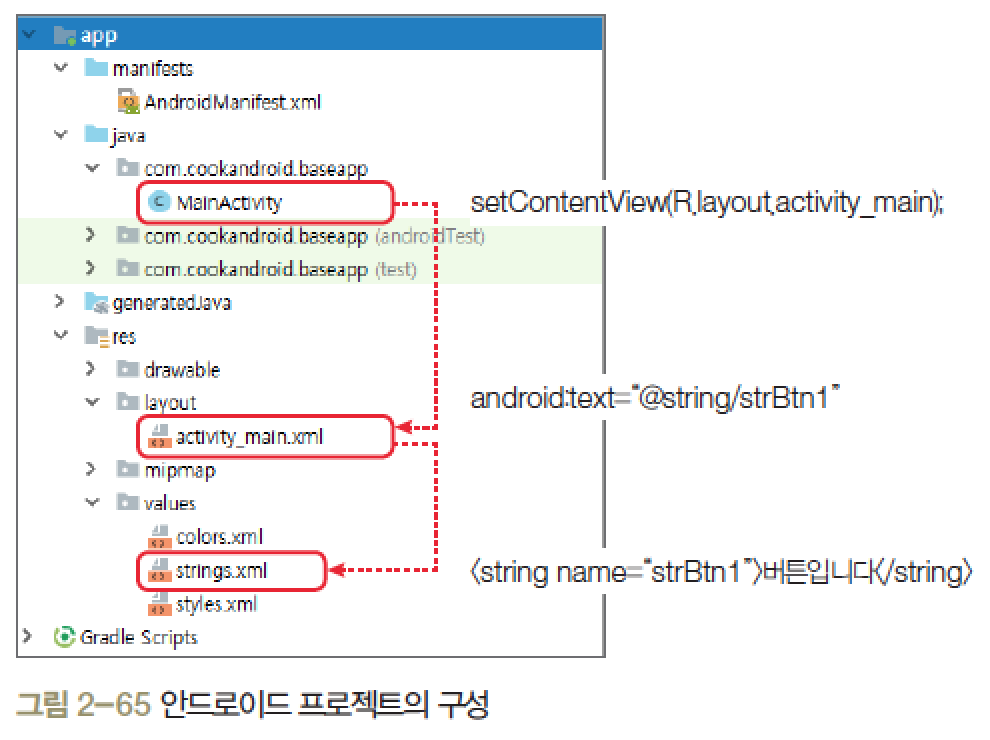 app
manifests
AndroidManifest.xml
java
com.cookandroid.baseapp
MainActivity
setContentView(R.layout.activity_main);
com.cookandroid.baseapp (androidTest)
com.cookandroid.baseapp (test)
generatedJava
res
drawable
android:text="@string/strBtn1"
layout
activity_main.xml
mipmap
values
colors.xml
strings.xml
<string name="strBtn1">버튼입니다</string>
styles.xml
Gradle Scripts
그림 2-65 안드로이드 프로젝트의 구성